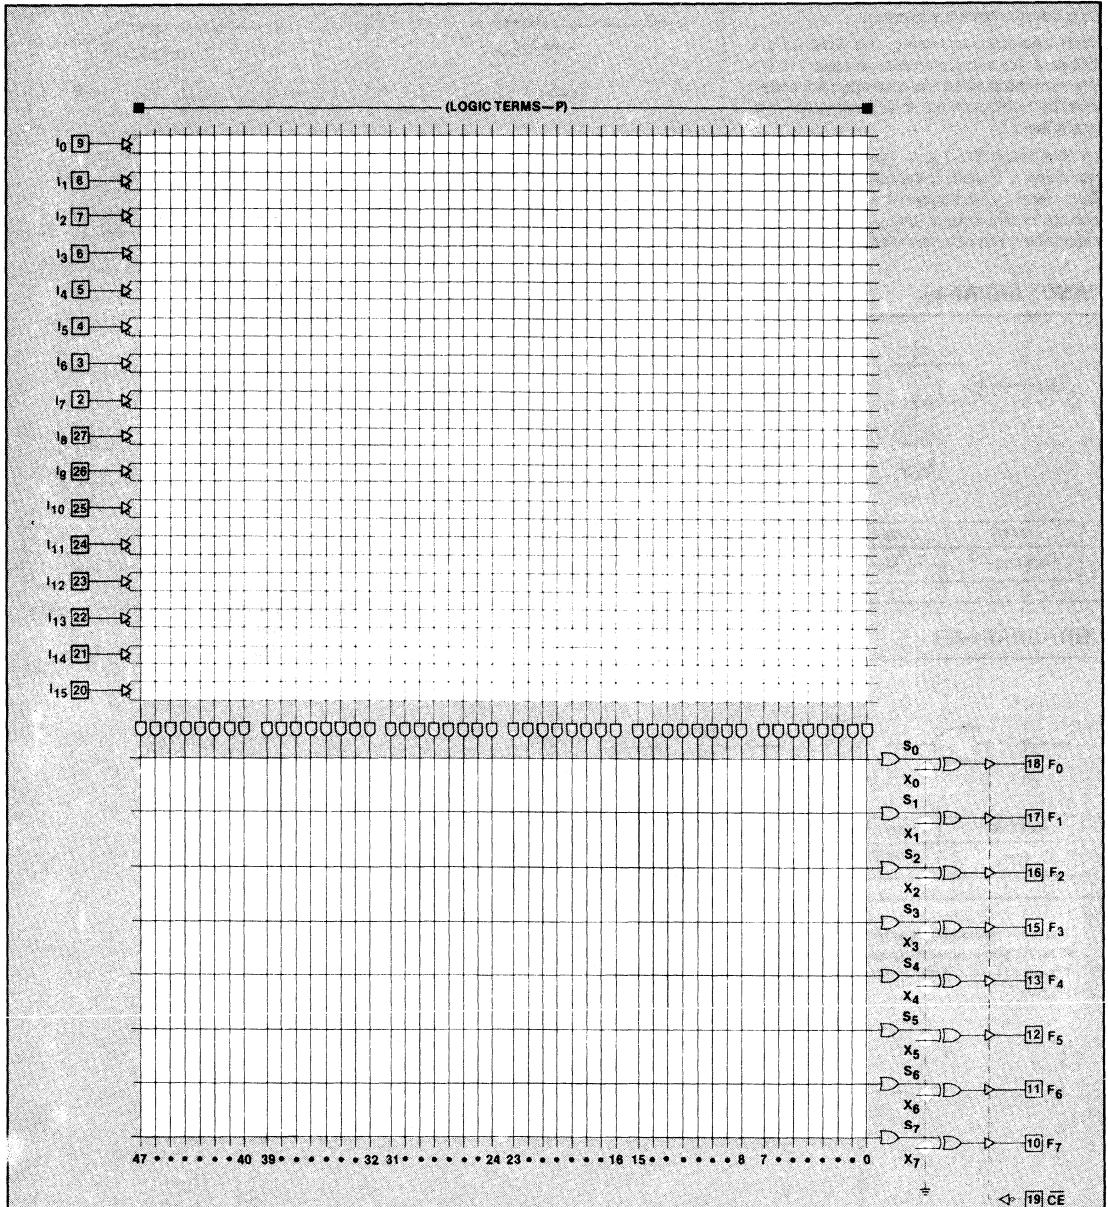 (LOGIC TERMS—P)
I0 9
I1 8
I2 7
I3 6
I4 5
I5 4
I6 3
I7 2
I8 27
I9 26
I10 25
I11 24
I12 23
I13 22
I14 21
I15 20
S0
X0
18 F0
S1
X1
17 F1
S2
X2
16 F2
S3
X3
15 F3
S4
X4
13 F4
S5
X5
12 F5
S6
X6
11 F6
S7
X7
10 F7
47 • • • • • • 40 39 • • • • • • 32 31 • • • • • • 24 23 • • • • • • 16 15 • • • • • • 8 7 • • • • • • 0
19 C̅E̅